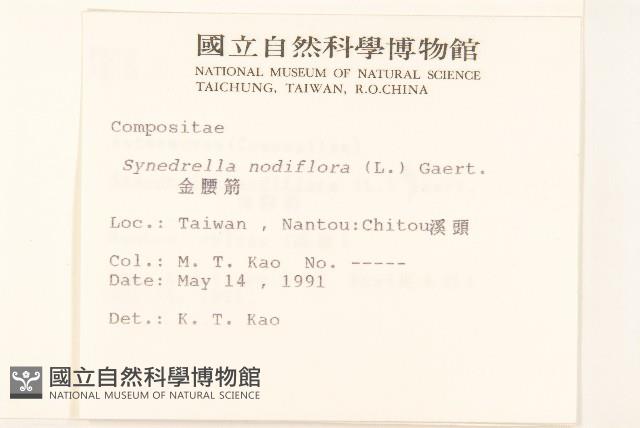 國立自然科學博物館
NATIONAL MUSEUM OF NATURAL SCIENCE
TAICHUNG, TAIWAN, R.O.CHINA
Compositae
Synedrella nodiflora (L.) Gaert.
金腰箭
Loc.: Taiwan , Nantou:Chitou溪頭
Col.: M. T. Kao No. -----
Date: May 14 , 1991
Det.: K. T. Kao
國立自然科學博物館
NATIONAL MUSEUM OF NATURAL SCIENCE